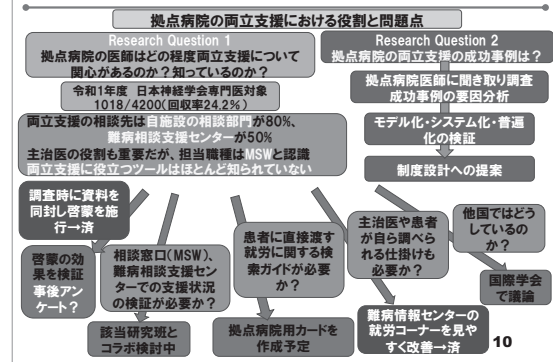 拠点病院の両立支援における役割と問題点
Research Question 1
拠点病院の医師はどの程度両立支援について
関心があるのか？知っているのか？
令和1年度 日本神経学会専門医対象
1018/4200(回収率24.2%)
両立支援の相談先は自施設の相談部門が80%、
難病相談支援センターが50%
主治医の役割も重要だが、担当職種はMSWと認識
両立支援に役立つツールはほとんど知られていない
調査時に資料を
同封し啓蒙を施
行→済
啓蒙の効
果を検証
事後アン
ケート？
相談窓口(MSW)、
難病相談支援セン
ターでの支援状況
の検証が必要か？
該当研究班と
コラボ検討中
患者に直接渡す
就労に関する検
索ガイドが必要
か？
拠点病院用カードを
作成予定
Research Question 2
拠点病院の両立支援の成功事例は？
拠点病院医師に聞き取り調査
成功事例の要因分析
モデル化・システム化・普遍
化の検証
制度設計への提案
主治医や患者
が自ら調べら
れる仕掛けも
必要か？
難病情報センターの
就労コーナーを見や
すく改善→済
他国ではどう
しているの
か？
国際学会
で議論
10